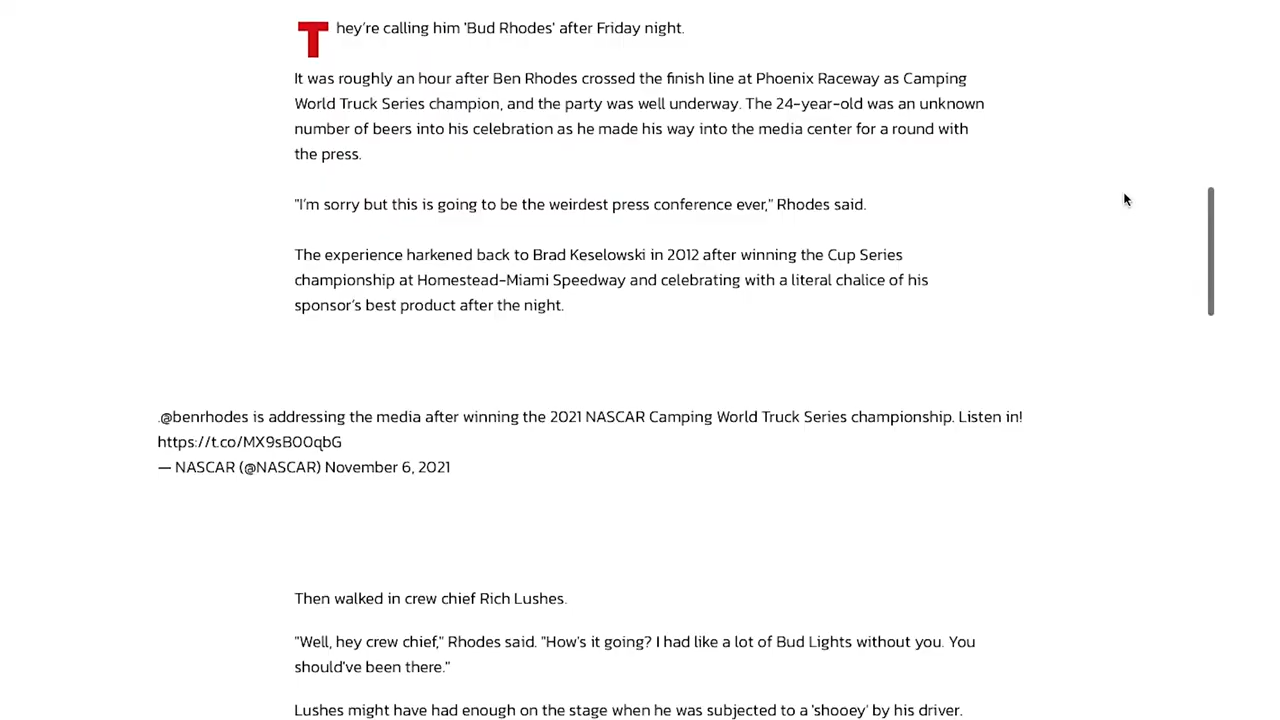 They're calling him 'Bud Rhodes' after Friday night.
It was roughly an hour after Ben Rhodes crossed the finish line at Phoenix Raceway as Camping
World Truck Series champion, and the party was well underway. The 24-year-old was an unknown
number of beers into his celebration as he made his way into the media center for a round with
the press.
"I'm sorry but this is going to be the weirdest press conference ever," Rhodes said.
The experience harkened back to Brad Keselowski in 2012 after winning the Cup Series
championship at Homestead-Miami Speedway and celebrating with a literal chalice of his
sponsor's best product after the night.
.@benrhodes is addressing the media after winning the 2021 NASCAR Camping World Truck Series championship. Listen in!
https://t.co/MX9sBOOqbG
— NASCAR (@NASCAR) November 6, 2021
Then walked in crew chief Rich Lushes.
"Well, hey crew chief," Rhodes said. "How's it going? I had like a lot of Bud Lights without you. You
should've been there."
Lushes might have had enough on the stage when he was subjected to a 'shooey' by his driver.